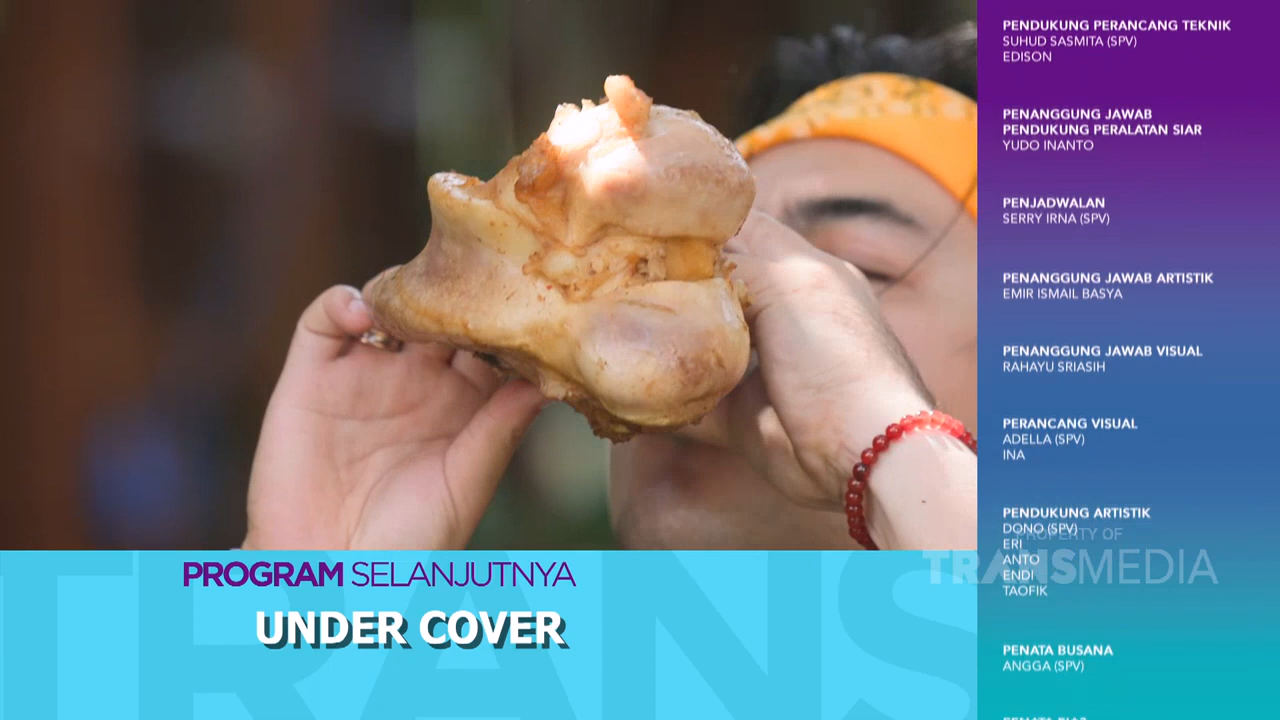 PENDUKUNG PERANCANG TEKNIK
SUHUD SASMITA (SPV)
EDISON
PENANGGUNG JAWAB
PENDUKUNG PERALATAN SIAR
YUDO INANTO
PENJADWALAN
SERRY IRNA (SPV)
PENANGGUNG JAWAB ARTISTIK
EMIR ISMAIL BASYA
PENANGGUNG JAWAB VISUAL
RAHAYU SRIASIH
PERANCANG VISUAL
ADELLA (SPV)
INA
PENDUKUNG ARTISTIK
DONO (SPV)
ERI
ANTO
ENDI
TAOFIK
PENATA BUSANA
ANGGA (SPV)
PROPERTY OF
TRANSMEDIA
PROGRAM SELANJUTNYA
UNDER COVER
TRANS